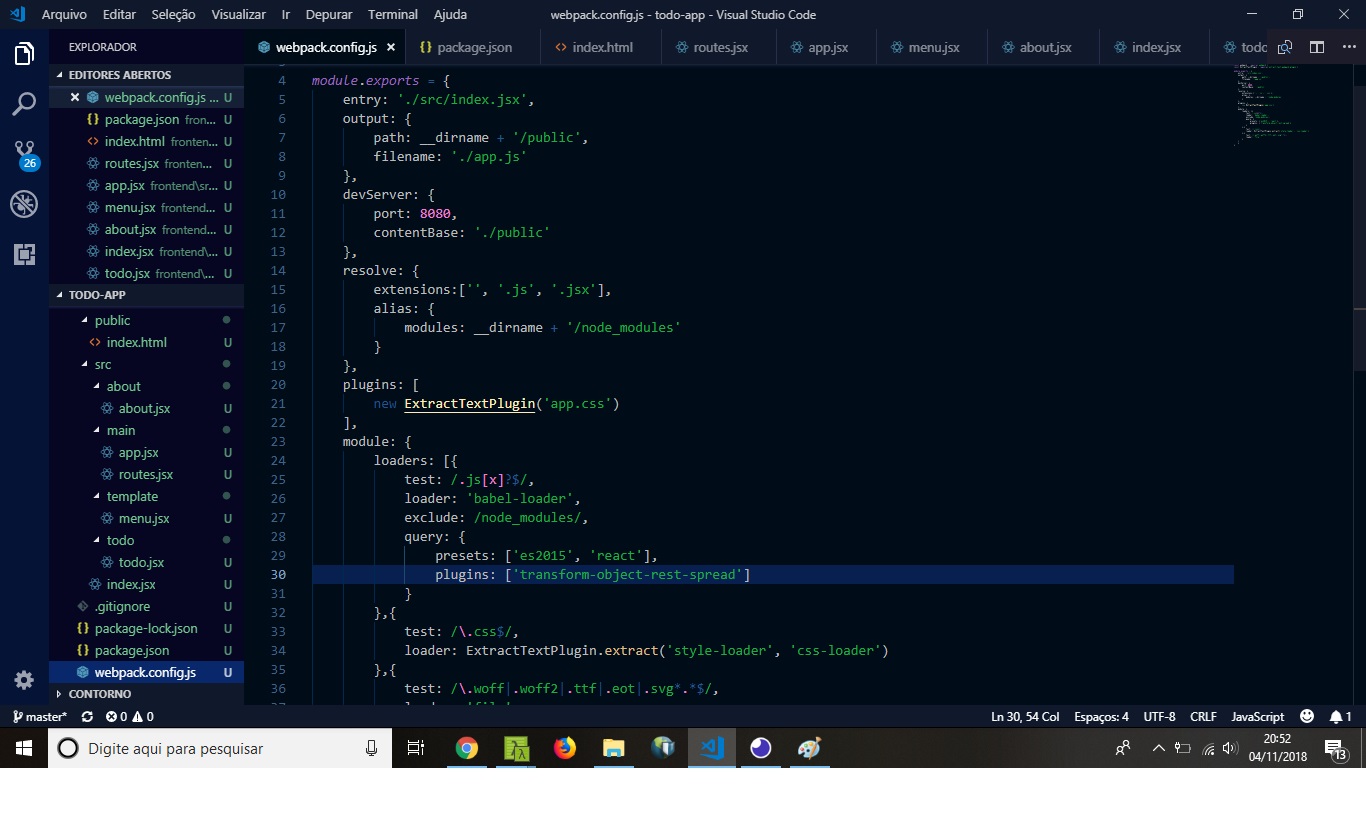 Arquivo Editar Seleção Visualizar Ir Depurar Terminal Ajuda webpack.config.js - todo-app - Visual Studio Code
EXPLORADOR
webpack.config.js package.json index.html routes.jsx app.jsx menu.jsx about.jsx index.jsx todo
EDITORES ABERTOS
webpack.config.js ... U
package.json fron... U
index.html fronten... U
routes.jsx fronten... U
app.jsx frontend\sr... U
menu.jsx frontend... U
about.jsx frontend... U
index.jsx frontend\... U
todo.jsx frontend\... U
26
TODO-APP
public
index.html U
src
about
about.jsx U
main
app.jsx U
routes.jsx U
template
menu.jsx U
todo
todo.jsx U
index.jsx U
.gitignore U
package-lock.json U
package.json U
webpack.config.js U
CONTORNO
4 module.exports = {
5 entry: './src/index.jsx',
6 output: {
7 path: __dirname + '/public',
8 filename: './app.js'
9 },
10 devServer: {
11 port: 8080,
12 contentBase: './public'
13 },
14 resolve: {
15 extensions:['', '.js', '.jsx'],
16 alias: {
17 modules: __dirname + '/node_modules'
18 }
19 },
20 plugins: [
21 new ExtractTextPlugin('app.css')
22 ],
23 module: {
24 loaders: [{
25 test: /.js[x]?$/,
26 loader: 'babel-loader',
27 exclude: /node_modules/,
28 query: {
29 presets: ['es2015', 'react'],
30 plugins: ['transform-object-rest-spread']
31 }
32 },{
33 test: /\.css$/,
34 loader: ExtractTextPlugin.extract('style-loader', 'css-loader')
35 },{
36 test: /\.woff|.woff2|.ttf|.eot|.svg*.*$/,
master* 0 0 Ln 30, 54 Col Espaços: 4 UTF-8 CRLF JavaScript 1
Digite aqui para pesquisar
20:52
04/11/2018
13